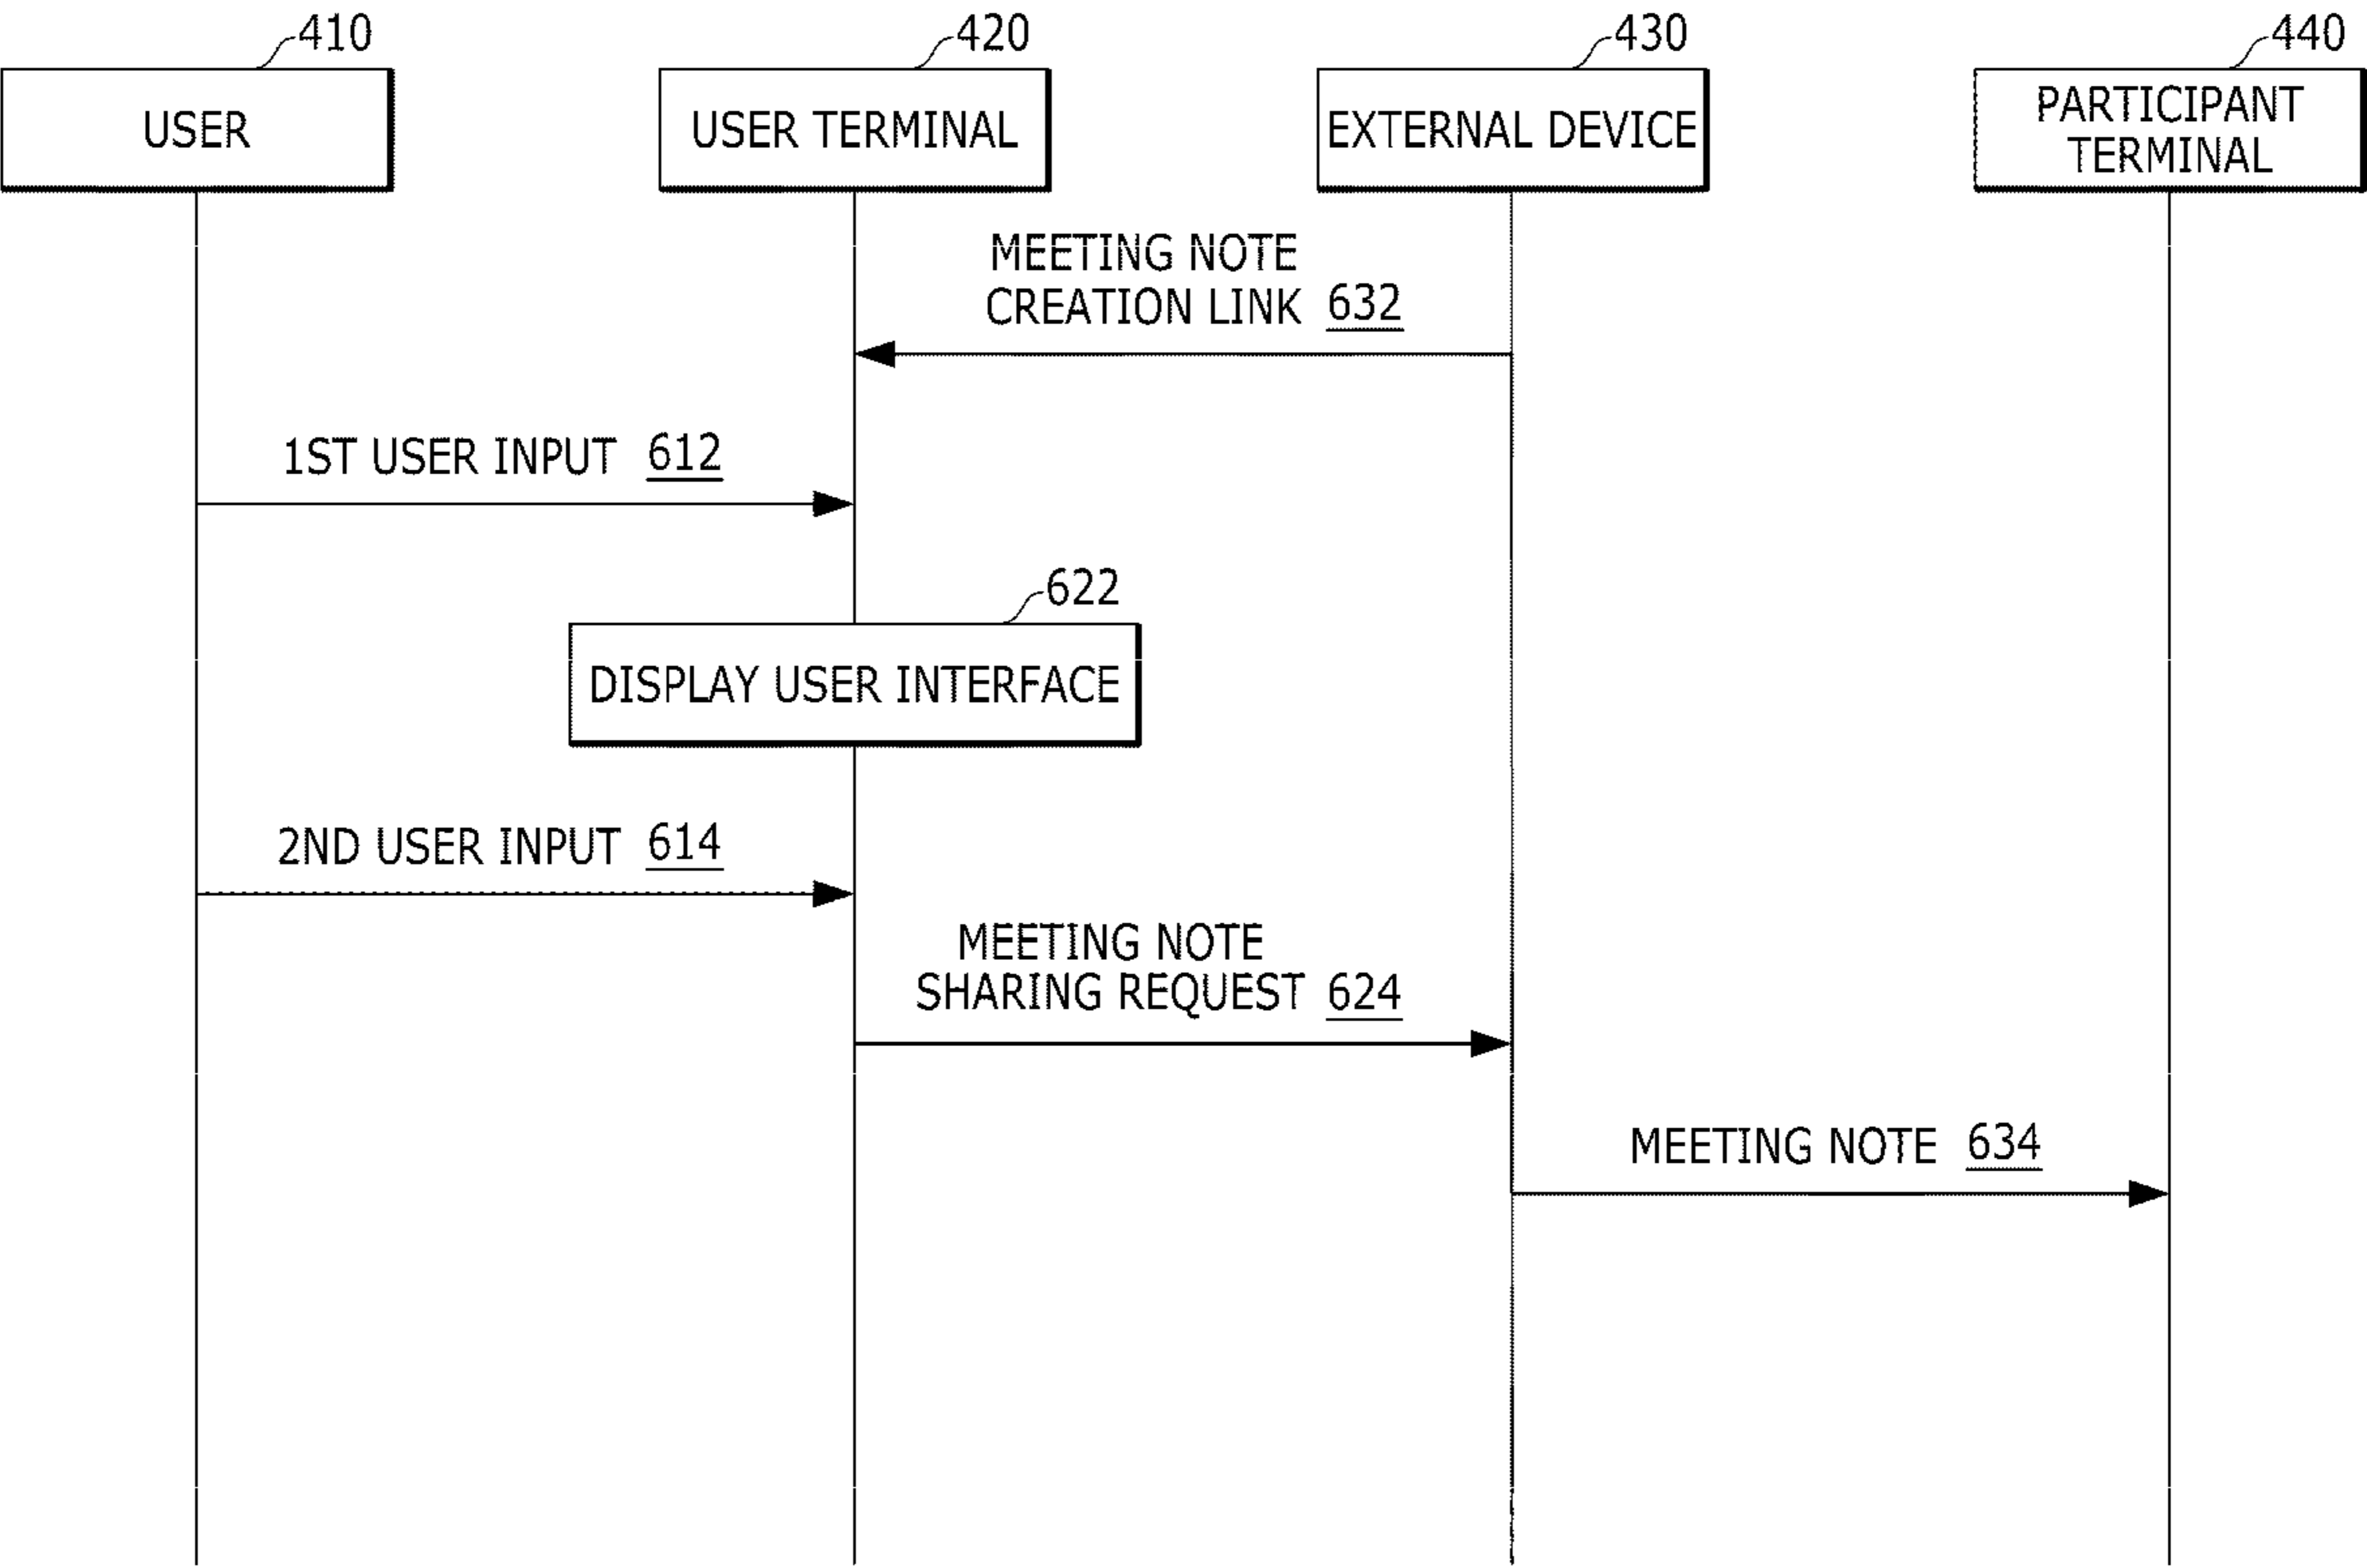 410
420
430
440
USER
USER TERMINAL
EXTERNAL DEVICE
PARTICIPANT
TERMINAL
MEETING NOTE
CREATION LINK 632
1ST USER INPUT 612
622
DISPLAY USER INTERFACE
2ND USER INPUT 614
MEETING NOTE
SHARING REQUEST 624
MEETING NOTE 634